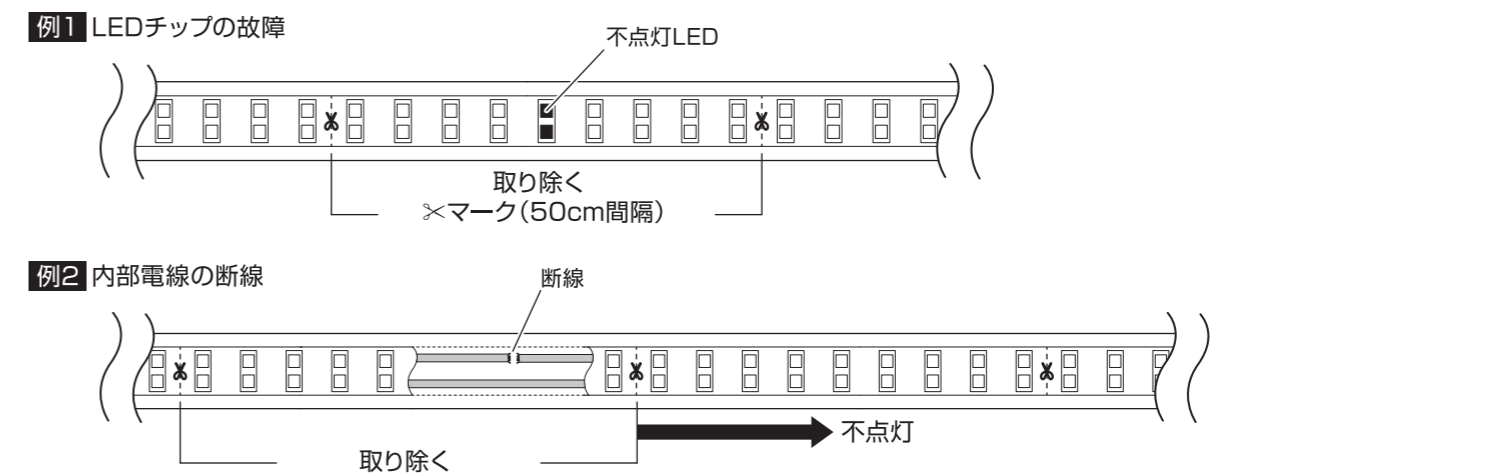 例1 LEDチップの故障
不点灯LED
取り除く
✂マーク(50cm間隔)
例2 内部電線の断線
断線
不点灯
取り除く